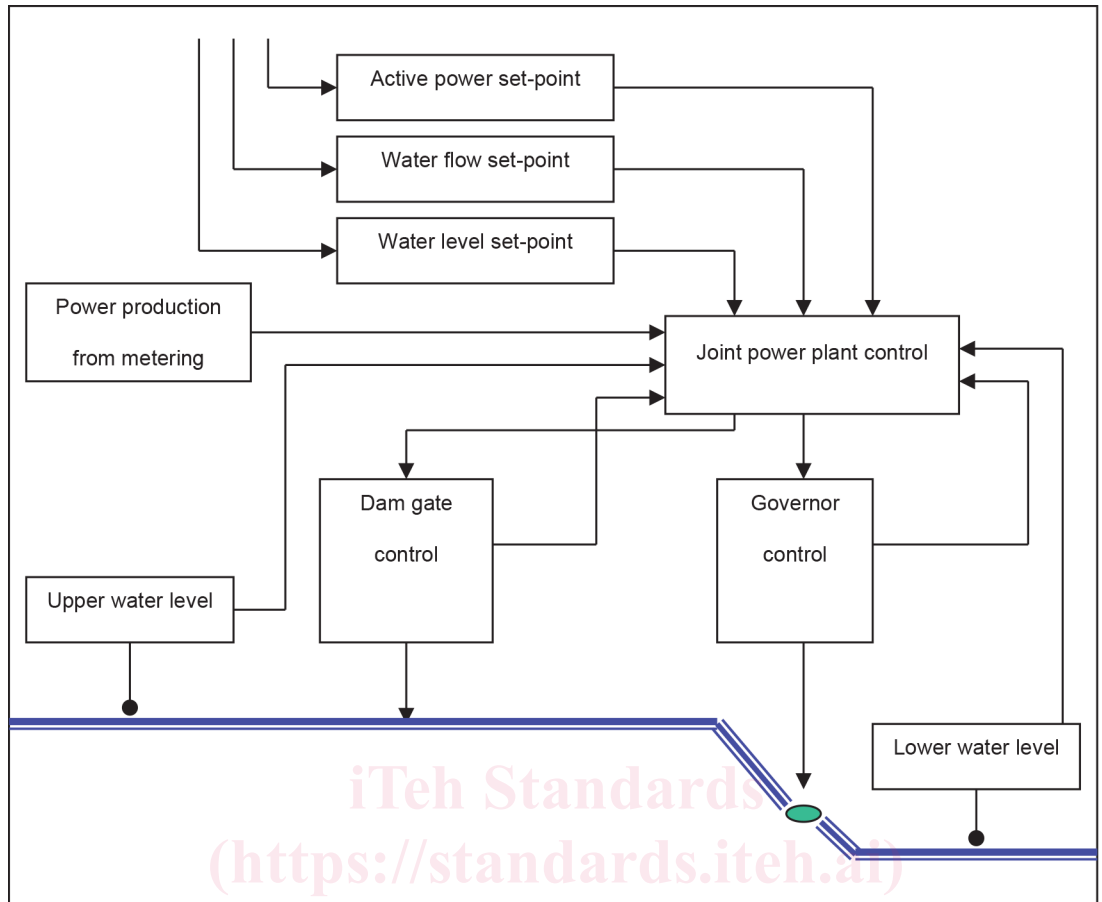 Active power set-point
Water flow set-point
Water level set-point
Power production
from metering
Joint power plant control
Dam gate
control
Governor
control
Upper water level
Lower water level
iTeh Standards
(https://standards.iteh.ai)